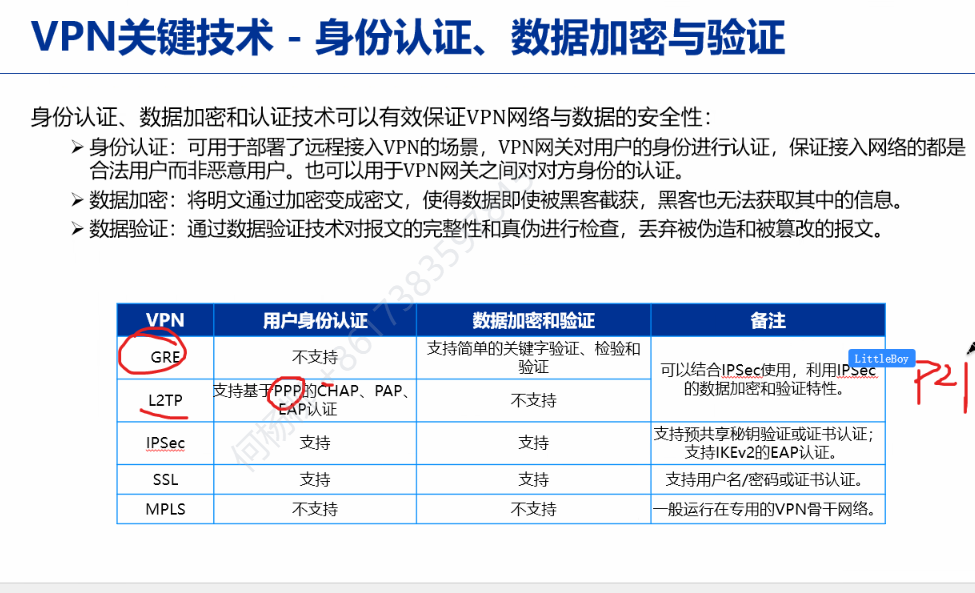 VPN关键技术 - 身份认证、数据加密与验证
身份认证、数据加密和认证技术可以有效保证VPN网络与数据的安全性：
➢ 身份认证：可用于部署了远程接入VPN的场景，VPN网关对用户的身份进行认证，保证接入网络的都是
合法用户而非恶意用户。也可以用于VPN网关之间对对方身份的认证。
➢ 数据加密：将明文通过加密变成密文，使得数据即使被黑客截获，黑客也无法获取其中的信息。
➢ 数据验证：通过数据验证技术对报文的完整性和真伪进行检查，丢弃被伪造和被篡改的报文。
VPN 用户身份认证 数据加密和验证 备注
GRE 不支持 支持简单的关键字验证、检验和
验证
可以结合IPSec使用，利用IPSec
的数据加密和验证特性。
L2TP 支持基于PPP的CHAP、PAP、
EAP认证 不支持
IPSec 支持 支持 支持预共享秘钥验证或证书认证；
支持IKEv2的EAP认证。
SSL 支持 支持 支持用户名/密码或证书认证。
MPLS 不支持 不支持 一般运行在专用的VPN骨干网络。
LittleBoy